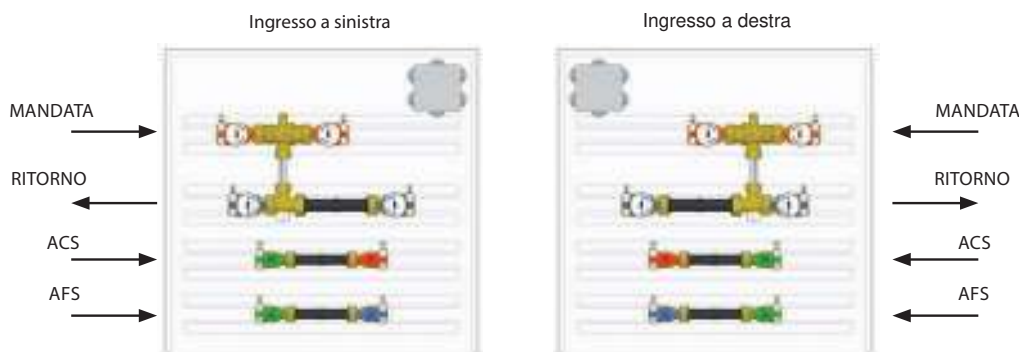 Ingresso a sinistra
Ingresso a destra
MANDATA
MANDATA
RITORNO
RITORNO
ACS
ACS
AFS
AFS